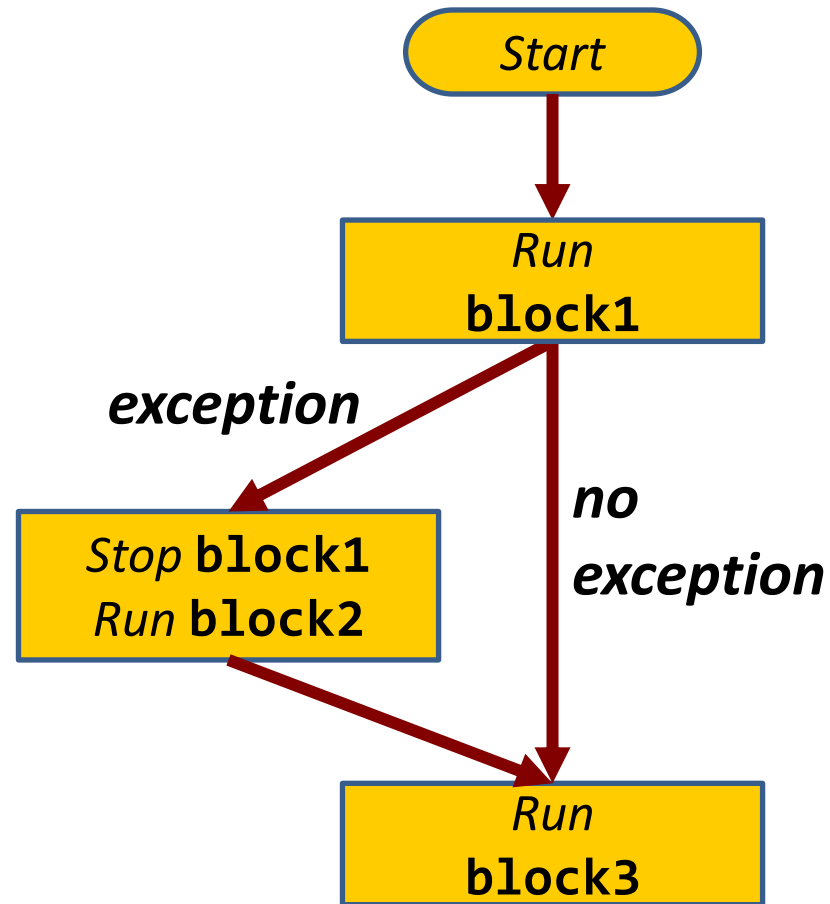 Start
Run
block1
exception
no
exception
Stop block1
Run block2
Run
block3